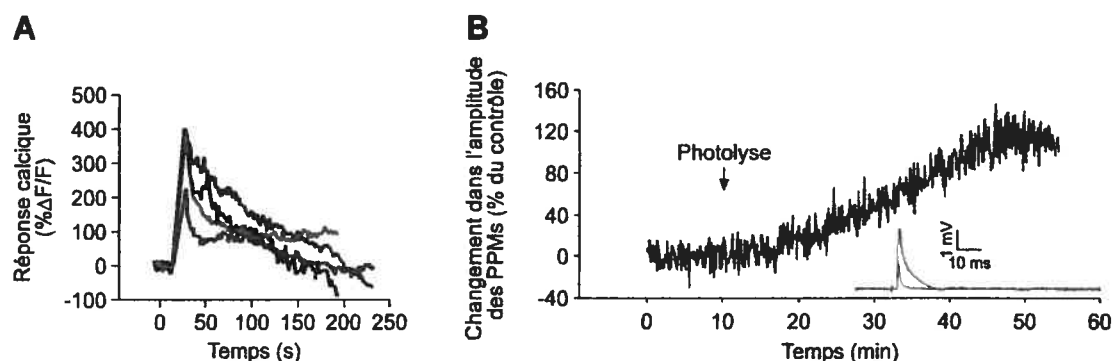 A
Réponse calcique
(%ΔF/F)
500
400
300
200
100
0
-100
0 50 100 150 200 250
Temps (s)
B
Changement dans l'amplitude
des PPMs (% du contrôle)
160
120
80
40
0
-40
Photolyse
1 mV
10 ms
0 10 20 30 40 50 60
Temps (min)